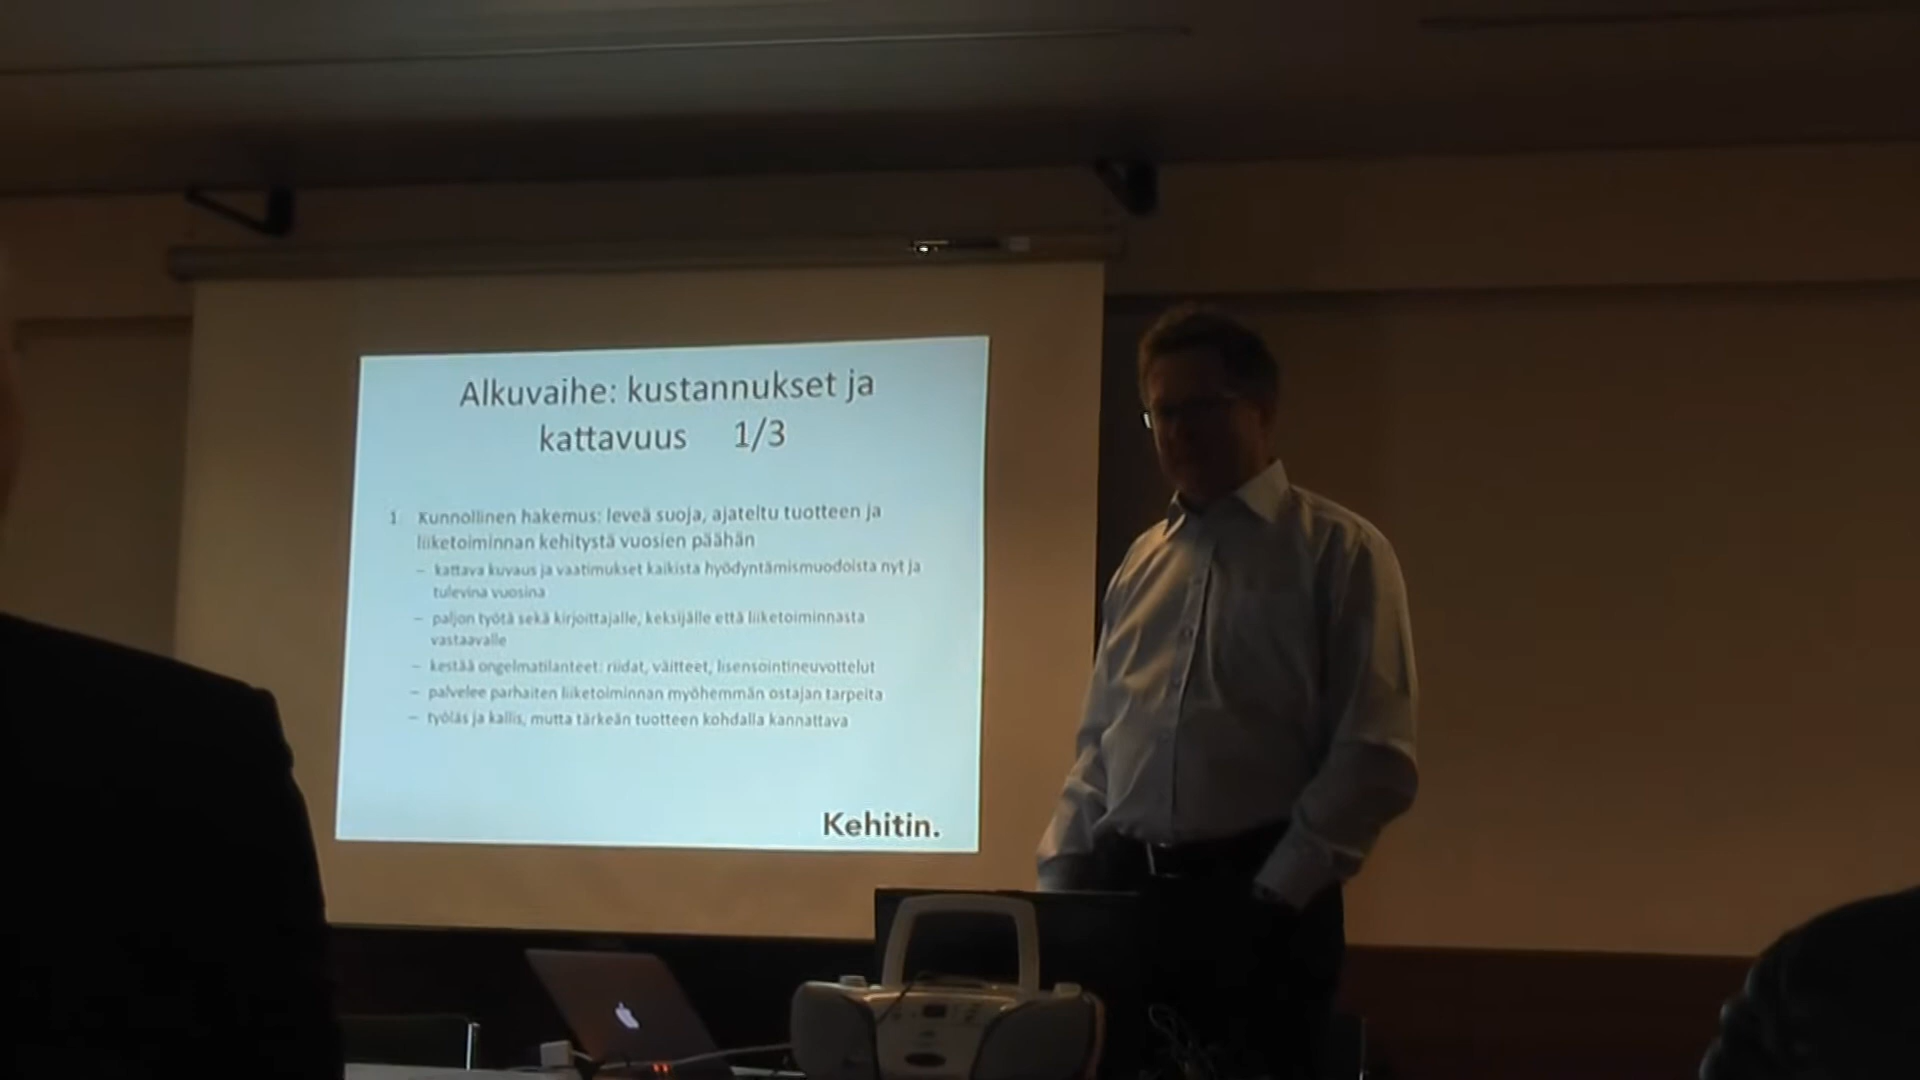 Alkuvaihe: kustannukset ja
kattavuus 1/3
1 Kunnollinen hakemus: leveä suoja, ajateltu tuotteen ja
liiketoiminnan kehitystä vuosien päähän
– kattava kuvaus ja vaatimukset kaikista hyödyntämismuodoista nyt ja
tulevina vuosina
– paljon työtä sekä kirjoittajalle, keksijälle että liiketoiminnasta
vastaavalle
– kestää ongelmatilanteet: riidat, väitteet, lisensointineuvottelut
– palvelee parhaiten liiketoiminnan myöhemmän ostajan tarpeita
– työläs ja kallis, mutta tärkeän tuotteen kohdalla kannattava
Kehitin.